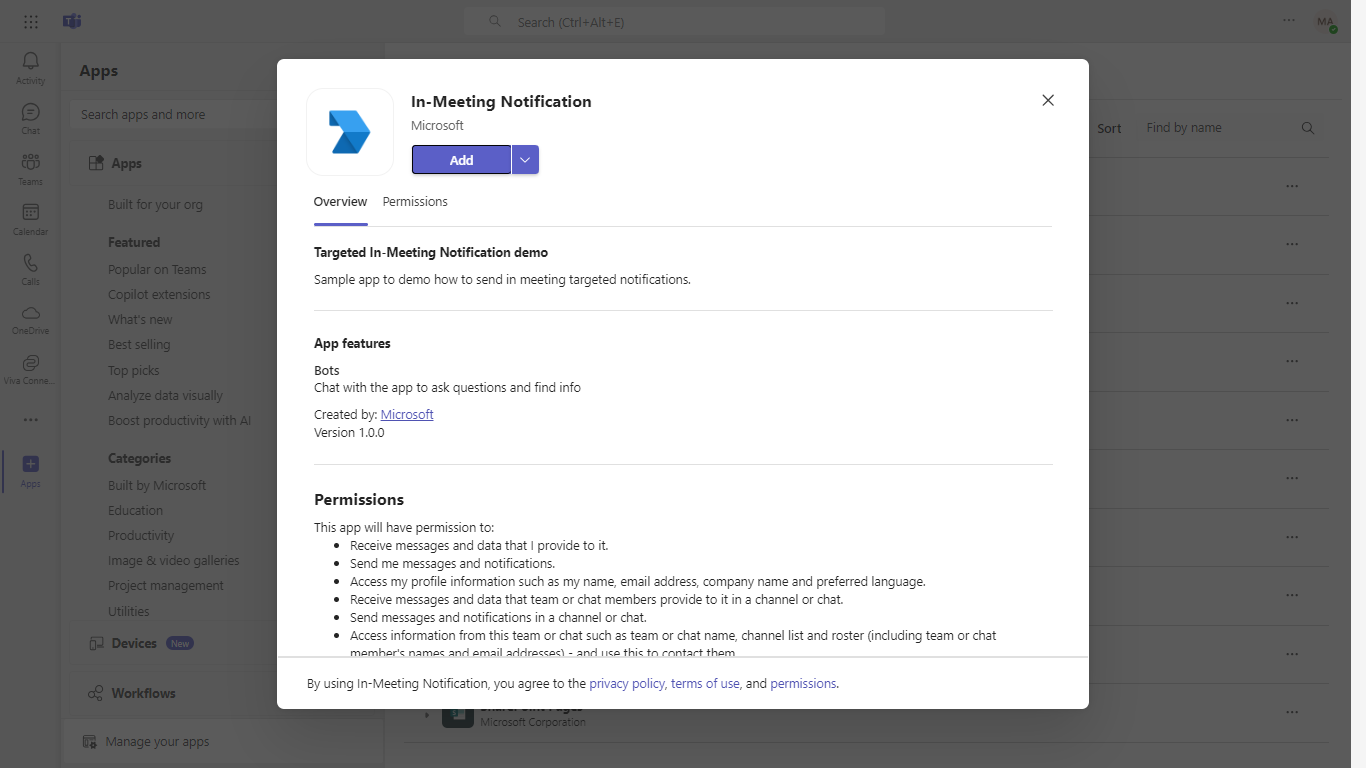 Search (Ctrl+Alt+E)
MA
Activity
Chat
Teams
Calendar
Calls
OneDrive
Viva Conne...
Apps
Apps
Search apps and more
Apps
Built for your org
Featured
Popular on Teams
Copilot extensions
What's new
Best selling
Top picks
Analyze data visually
Boost productivity with AI
Categories
Built by Microsoft
Education
Productivity
Image & video galleries
Project management
Utilities
Devices New
Workflows
Manage your apps
Sort
Find by name
In-Meeting Notification
Microsoft
Add
Overview Permissions
Targeted In-Meeting Notification demo
Sample app to demo how to send in meeting targeted notifications.
App features
Bots
Chat with the app to ask questions and find info
Created by: Microsoft
Version 1.0.0
Permissions
This app will have permission to:
• Receive messages and data that I provide to it.
• Send me messages and notifications.
• Access my profile information such as my name, email address, company name and preferred language.
• Receive messages and data that team or chat members provide to it in a channel or chat.
• Send messages and notifications in a channel or chat.
• Access information from this team or chat such as team or chat name, channel list and roster (including team or chat
member's names and email addresses) - and use this to contact them.
By using In-Meeting Notification, you agree to the privacy policy, terms of use, and permissions.
SharePoint Pages
Microsoft Corporation